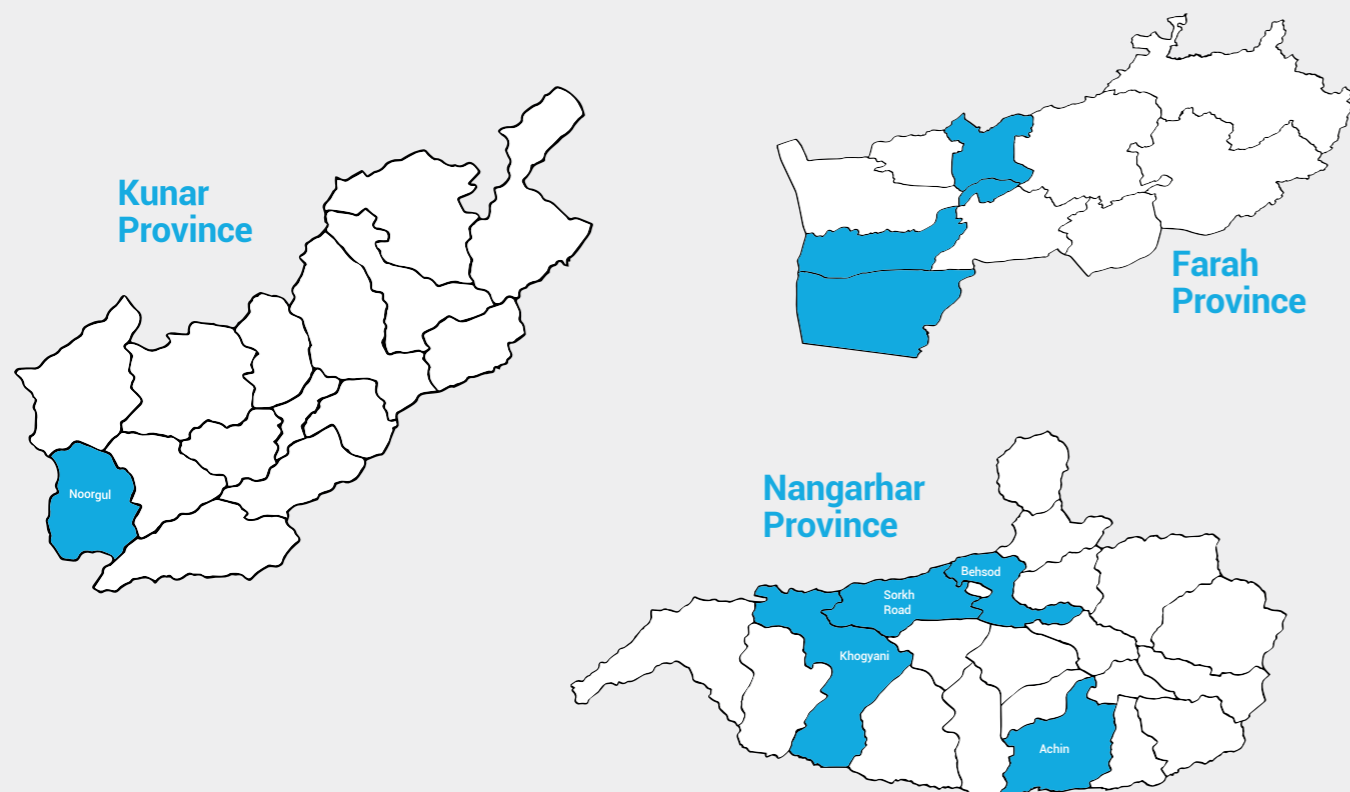 Kunar
Province
Noorgul
Farah
Province
Nangarhar
Province
Behsod
Sorkh
Road
Khogyani
Achin